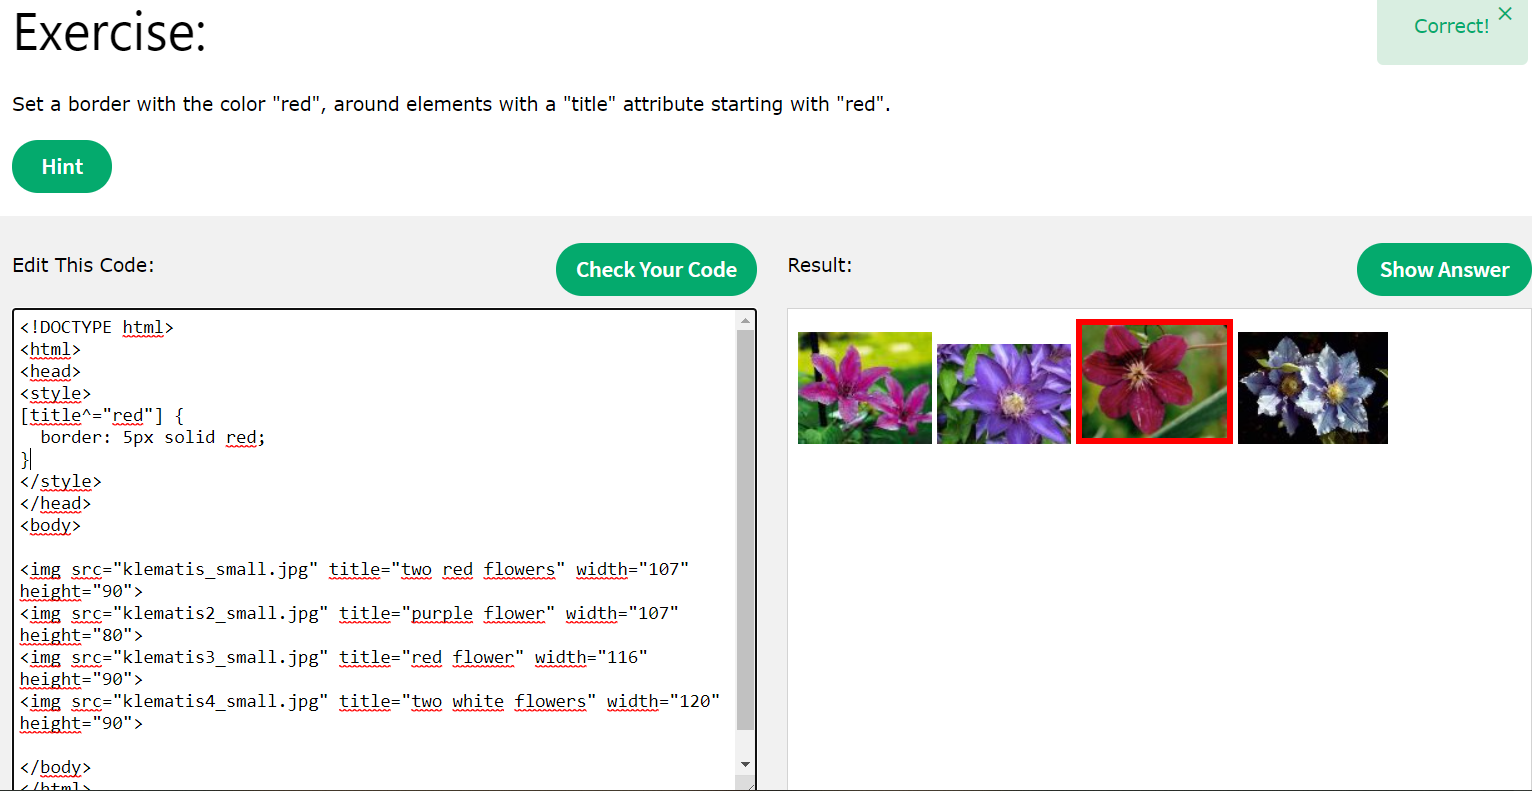 Exercise:
Correct! ×
Set a border with the color "red", around elements with a "title" attribute starting with "red".
Hint
Edit This Code:
Check Your Code
Result:
Show Answer
<!DOCTYPE html>
<html>
<head>
<style>
[title^="red"] {
  border: 5px solid red;
}
</style>
</head>
<body>
<img src="klematis_small.jpg" title="two red flowers" width="107"
height="90">
<img src="klematis2_small.jpg" title="purple flower" width="107"
height="80">
<img src="klematis3_small.jpg" title="red flower" width="116"
height="90">
<img src="klematis4_small.jpg" title="two white flowers" width="120"
height="90">
</body>
</html>